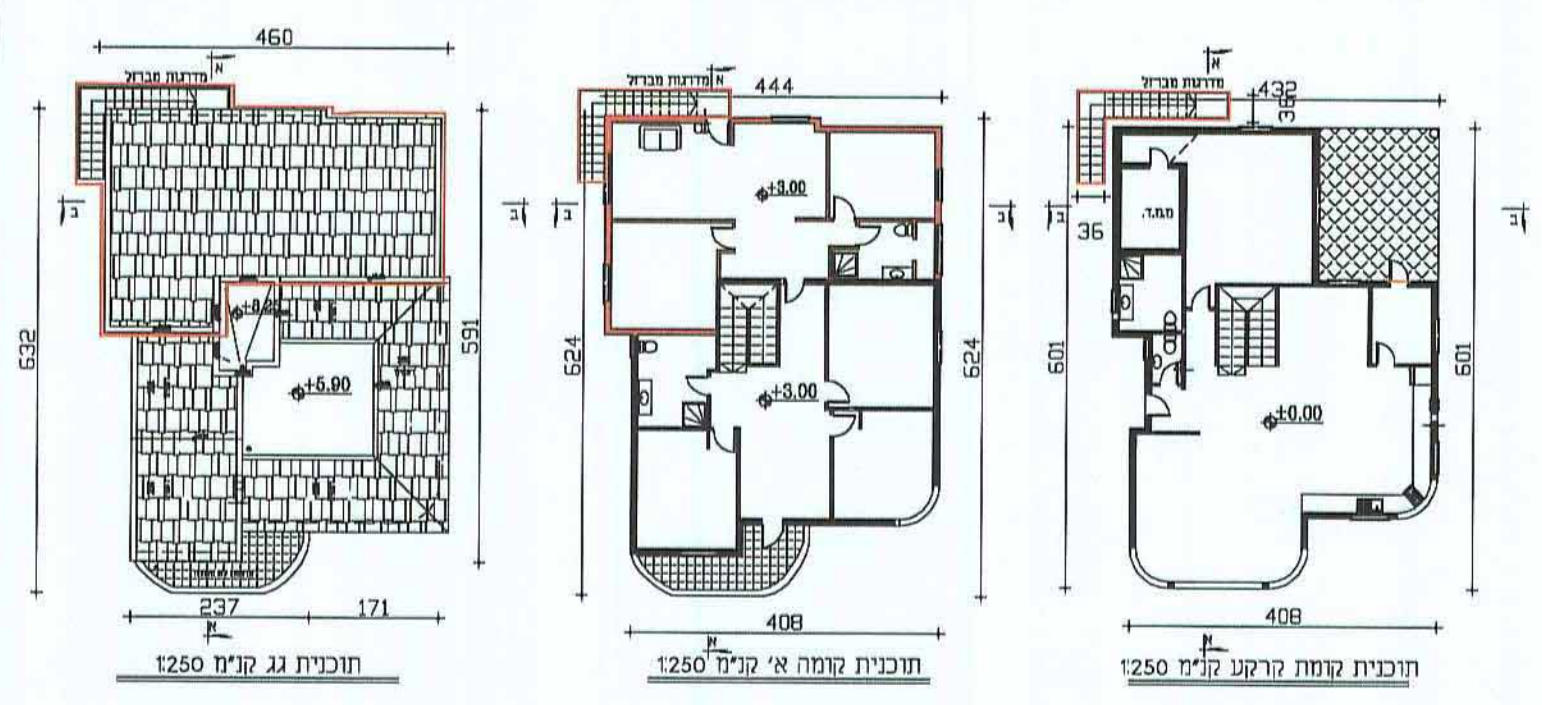 460
א
מדרגות מברזל
ב
ב
632
591
+8.25
+5.90
237
171
א
תוכנית גג קנ"מ 1:250
א
מדרגות מברזל
444
ב
ב
+3.00
624
624
+3.00
408
א
תוכנית קומה א' קנ"מ 1:250
א
מדרגות מברזל
432
36
ב
ב
36
מ.מ.ד.
601
601
±0.00
408
א
תוכנית קומת קרקע קנ"מ 1:250